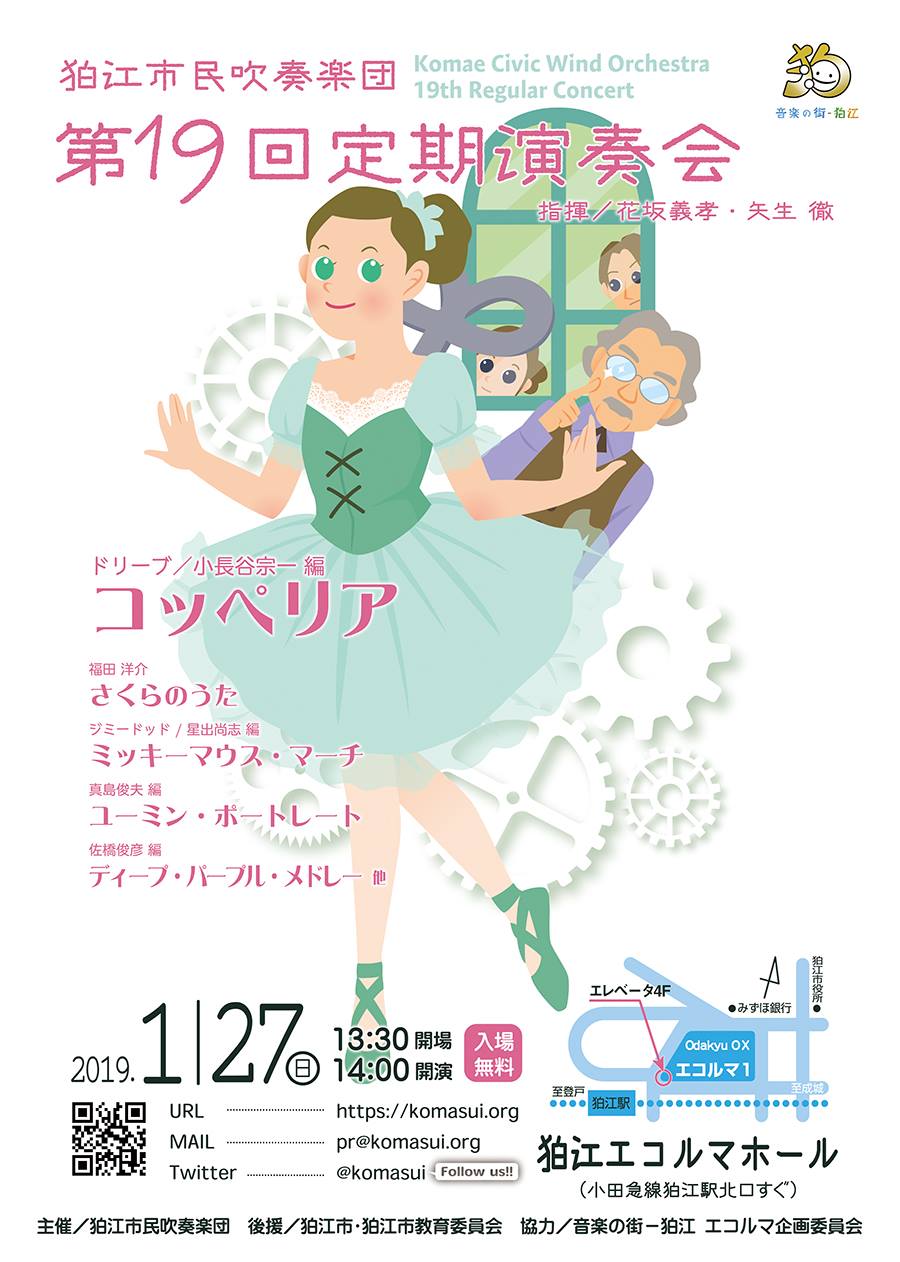 狛江市民吹奏楽団
Komae Civic Wind Orchestra
19th Regular Concert
音楽の街-狛江
第19回定期演奏会
指揮／花坂義孝・矢生 徹
ドリーブ／小長谷宗一 編
コッペリア
福田 洋介
さくらのうた
ジミードッド / 星出尚志 編
ミッキーマウス・マーチ
真島俊夫 編
ユーミン・ポートレート
佐橋俊彦 編
ディープ・パープル・メドレー 他
2019. 1|27 日
13:30 開場
14:00 開演
入場
無料
URL ……… https://komasui.org
MAIL ……… pr@komasui.org
Twitter ……… @komasui Follow us!!
エレベータ4F
狛江市役所
みずほ銀行
Odakyu OX
エコルマ1
至登戸
狛江駅
至成城
狛江エコルマホール
（小田急線狛江駅北口すぐ）
主催／狛江市民吹奏楽団　後援／狛江市・狛江市教育委員会　協力／音楽の街－狛江 エコルマ企画委員会